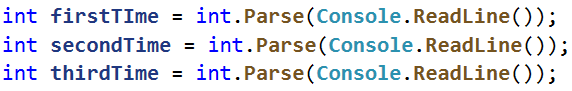 int firstTIme = int.Parse(Console.ReadLine());
int secondTime = int.Parse(Console.ReadLine());
int thirdTime = int.Parse(Console.ReadLine());